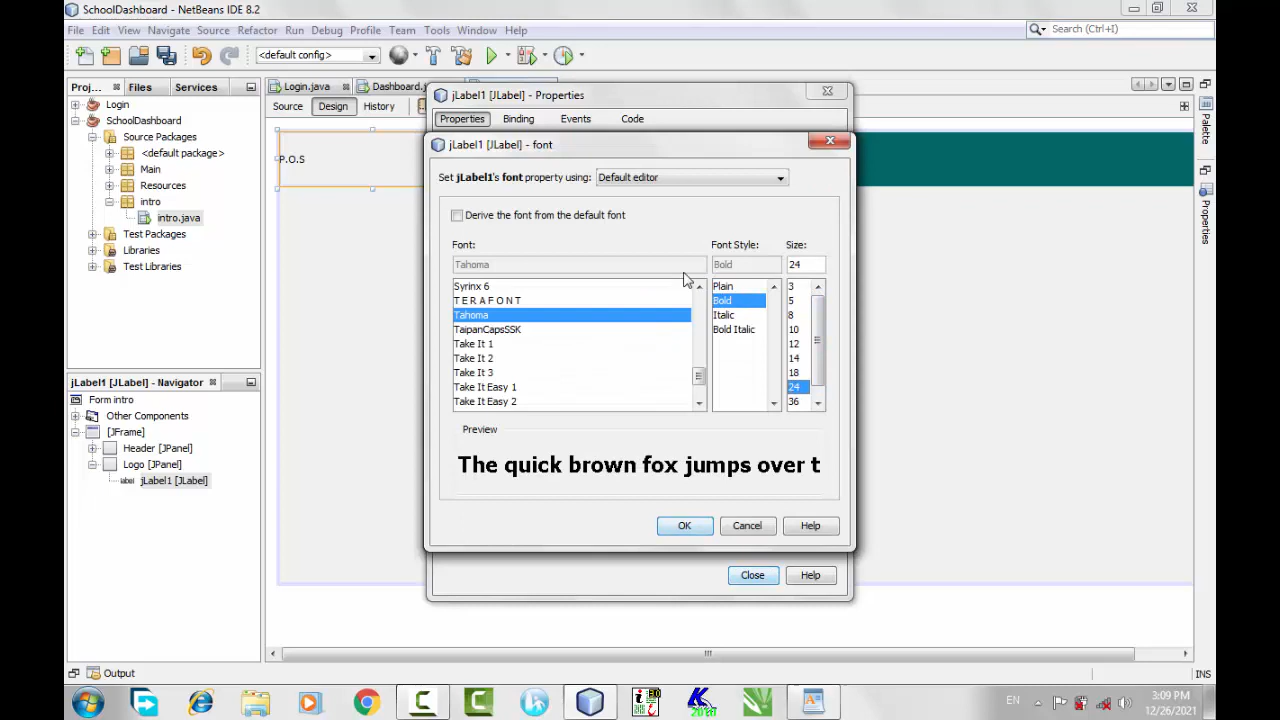 SchoolDashboard - NetBeans IDE 8.2
File Edit View Navigate Source Refactor Run Debug Profile Team Tools Window Help
Search (Ctrl+I)
<default config>
Proj... Files Services
Login.java Dashboard.j
Source Design History
Login
SchoolDashboard
Source Packages
<default package>
Main
Resources
intro
intro.java
Test Packages
Libraries
Test Libraries
P.O.S
jLabel1 [JLabel] - Properties
Properties Binding Events Code
jLabel1 [JLabel] - font
Set jLabel1's font property using: Default editor
Derive the font from the default font
Font: Font Style: Size:
Tahoma Bold 24
Syrinx 6 Plain 3
T E R A F O N T Bold 5
Tahoma Italic 8
TaipanCapsSSK Bold Italic 10
Take It 1 12
Take It 2 14
Take It 3 18
Take It Easy 1 24
Take It Easy 2 36
Preview
The quick brown fox jumps over t
OK Cancel Help
Close Help
Palette
Properties
jLabel1 [JLabel] - Navigator
Form intro
Other Components
[JFrame]
Header [JPanel]
Logo [JPanel]
label jLabel1 [JLabel]
Output
INS
EN
3:09 PM
12/26/2021